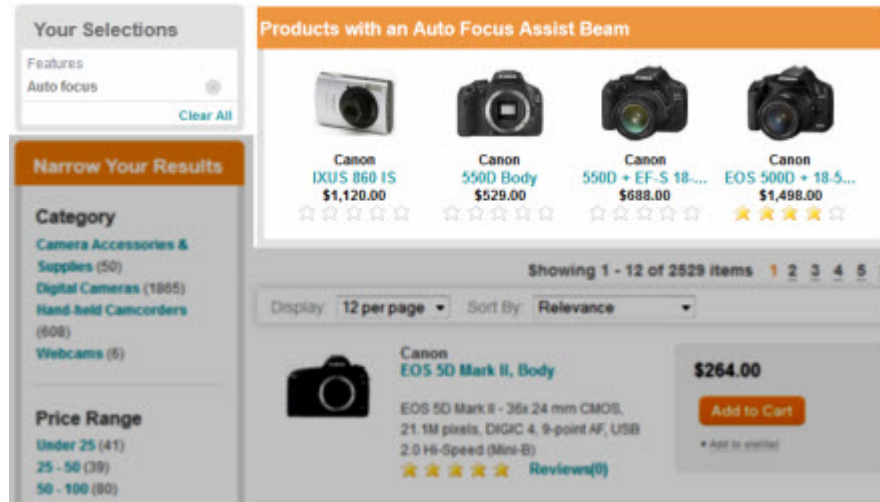 Your Selections
Features
Auto focus
Clear All
Products with an Auto Focus Assist Beam
Canon
IXUS 860 IS
$1,120.00
Canon
550D Body
$529.00
Canon
550D + EF-S 18-...
$688.00
Canon
EOS 500D + 18-5...
$1,498.00
Narrow Your Results
Category
Camera Accessories &
Supplies (50)
Digital Cameras (1865)
Hand-held Camcorders
(608)
Webcams (6)
Price Range
Under 25 (41)
25 - 50 (39)
50 - 100 (80)
Showing 1 - 12 of 2529 items 1 2 3 4 5
Display: 12 per page Sort By: Relevance
Canon
EOS 5D Mark II, Body
EOS 5D Mark II - 36x 24 mm CMOS,
21.1M pixels, DIGIC 4, 9-point AF, USB
2.0 Hi-Speed (Mini-B)
Reviews(0)
$264.00
Add to Cart
Add to wishlist